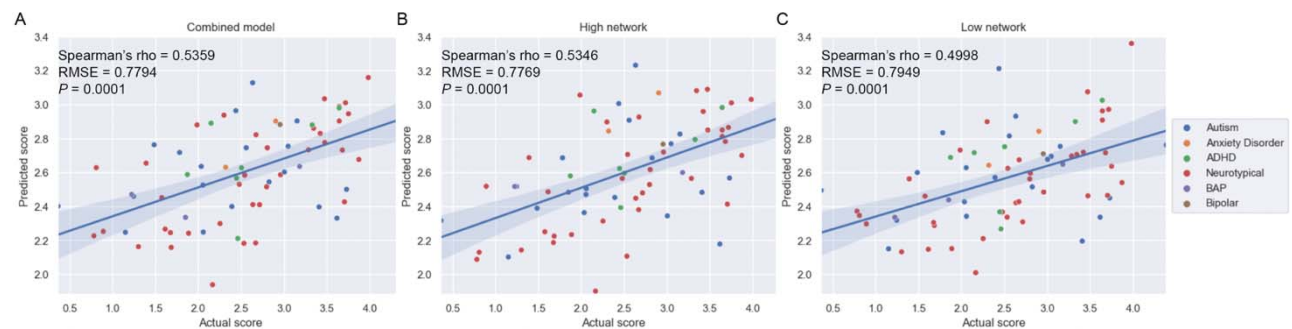 A
Combined model
Spearman's rho = 0.5359
RMSE = 0.7794
P = 0.0001
Predicted score
3.4
3.2
3.0
2.8
2.6
2.4
2.2
2.0
0.5 1.0 1.5 2.0 2.5 3.0 3.5 4.0
Actual score
B
High network
Spearman's rho = 0.5346
RMSE = 0.7769
P = 0.0001
Predicted score
3.4
3.2
3.0
2.8
2.6
2.4
2.2
2.0
0.5 1.0 1.5 2.0 2.5 3.0 3.5 4.0
Actual score
C
Low network
Spearman's rho = 0.4998
RMSE = 0.7949
P = 0.0001
Predicted score
3.4
3.2
3.0
2.8
2.6
2.4
2.2
2.0
0.5 1.0 1.5 2.0 2.5 3.0 3.5 4.0
Actual score
Autism
Anxiety Disorder
ADHD
Neurotypical
BAP
Bipolar